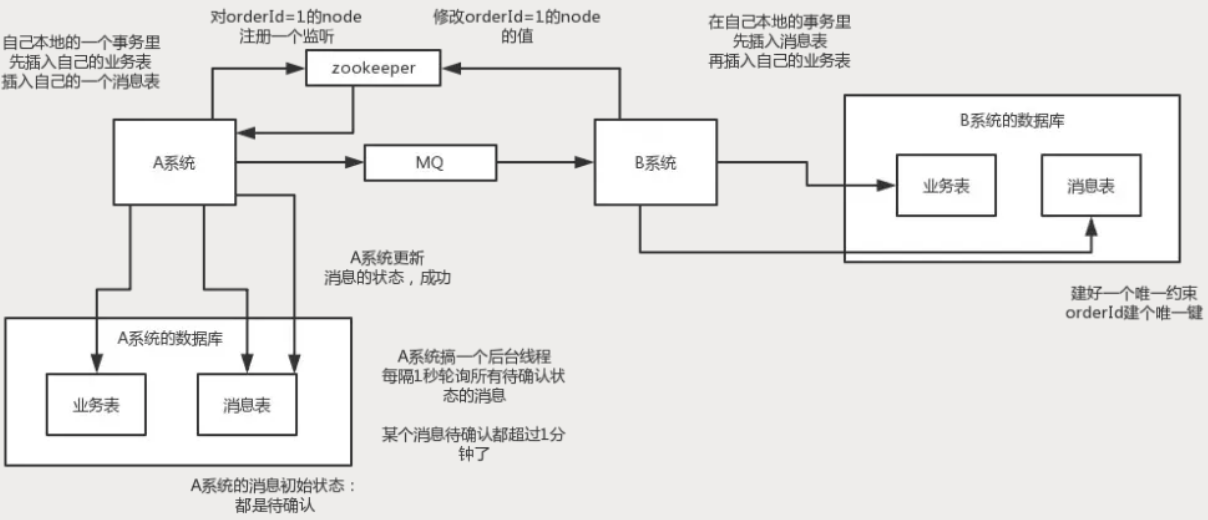 自己本地的一个事务里
先插入自己的业务表
插入自己的一个消息表
对orderId=1的node
注册一个监听
修改orderId=1的node
的值
在自己本地的事务里
先插入消息表
再插入自己的业务表
zookeeper
A系统
MQ
B系统
B系统的数据库
业务表
消息表
A系统更新
消息的状态，成功
建好一个唯一约束
orderId建个唯一键
A系统的数据库
业务表
消息表
A系统搞一个后台线程
每隔1秒轮询所有待确认状
态的消息
某个消息待确认都超过1分
钟了
A系统的消息初始状态：
都是待确认